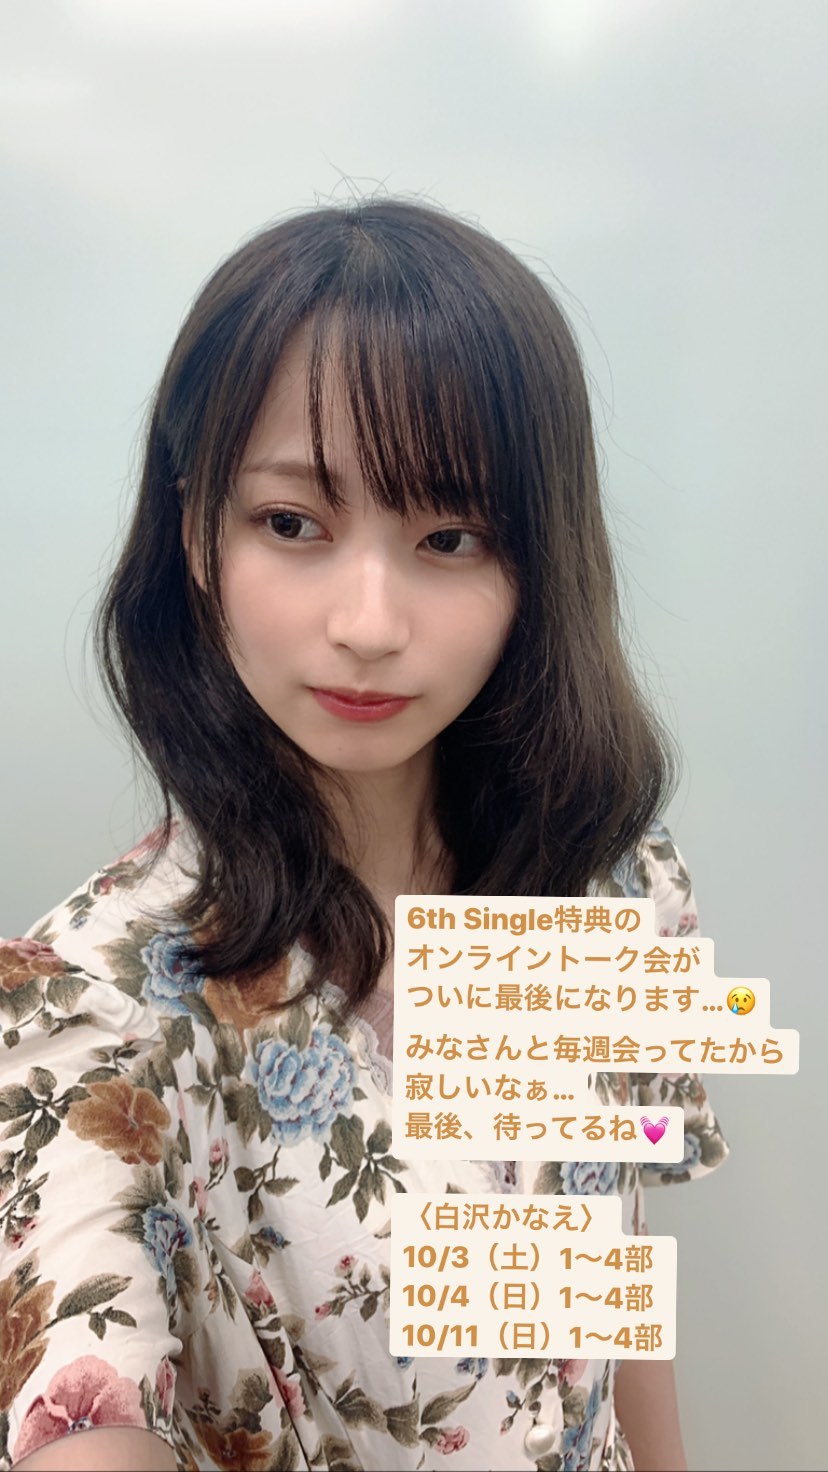 6th Single特典の
オンライントーク会が
ついに最後になります...😢
みなさんと毎週会ってたから
寂しいなぁ...
最後、待ってるね💓
〈白沢かなえ〉
10/3（土）1〜4部
10/4（日）1〜4部
10/11（日）1〜4部